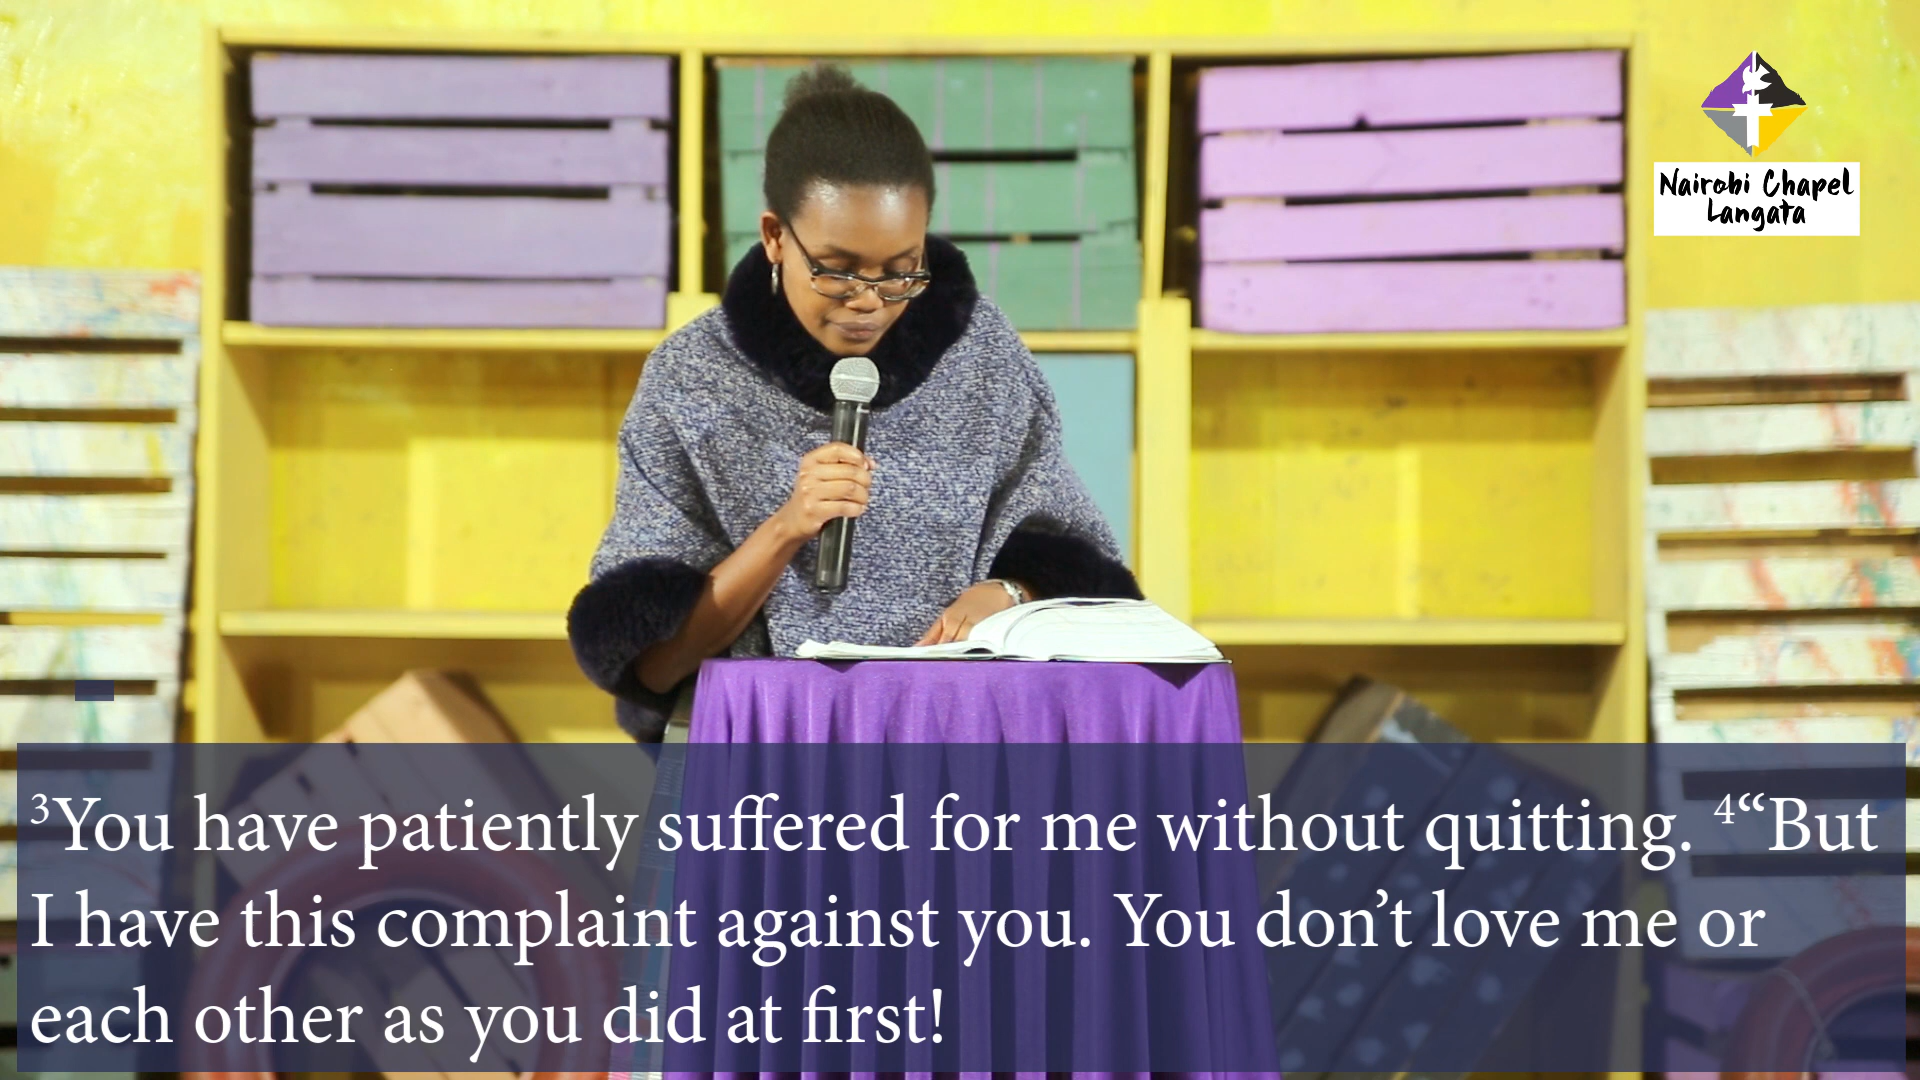 Nairobi Chapel
Langata
³You have patiently suffered for me without quitting. ⁴“But
I have this complaint against you. You don’t love me or
each other as you did at first!